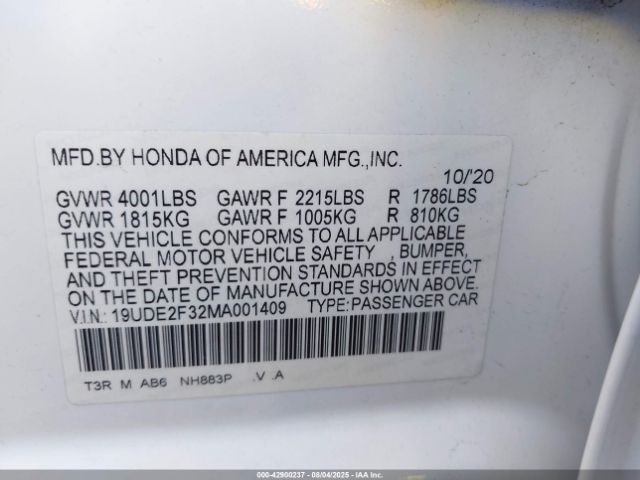 MFD.BY HONDA OF AMERICA MFG.,INC.
10/'20
GVWR 4001LBS GAWR F 2215LBS R 1786LBS
GVWR 1815KG GAWR F 1005KG R 810KG
THIS VEHICLE CONFORMS TO ALL APPLICABLE
FEDERAL MOTOR VEHICLE SAFETY , BUMPER,
AND THEFT PREVENTION STANDARDS IN EFFECT
ON THE DATE OF MANUFACTURE SHOWN ABOVE.
V.I.N.: 19UDE2F32MA001409 TYPE:PASSENGER CAR
T3R M AB6 NH883P .V .A
000-42900237 - 08/04/2025 - IAA Inc.